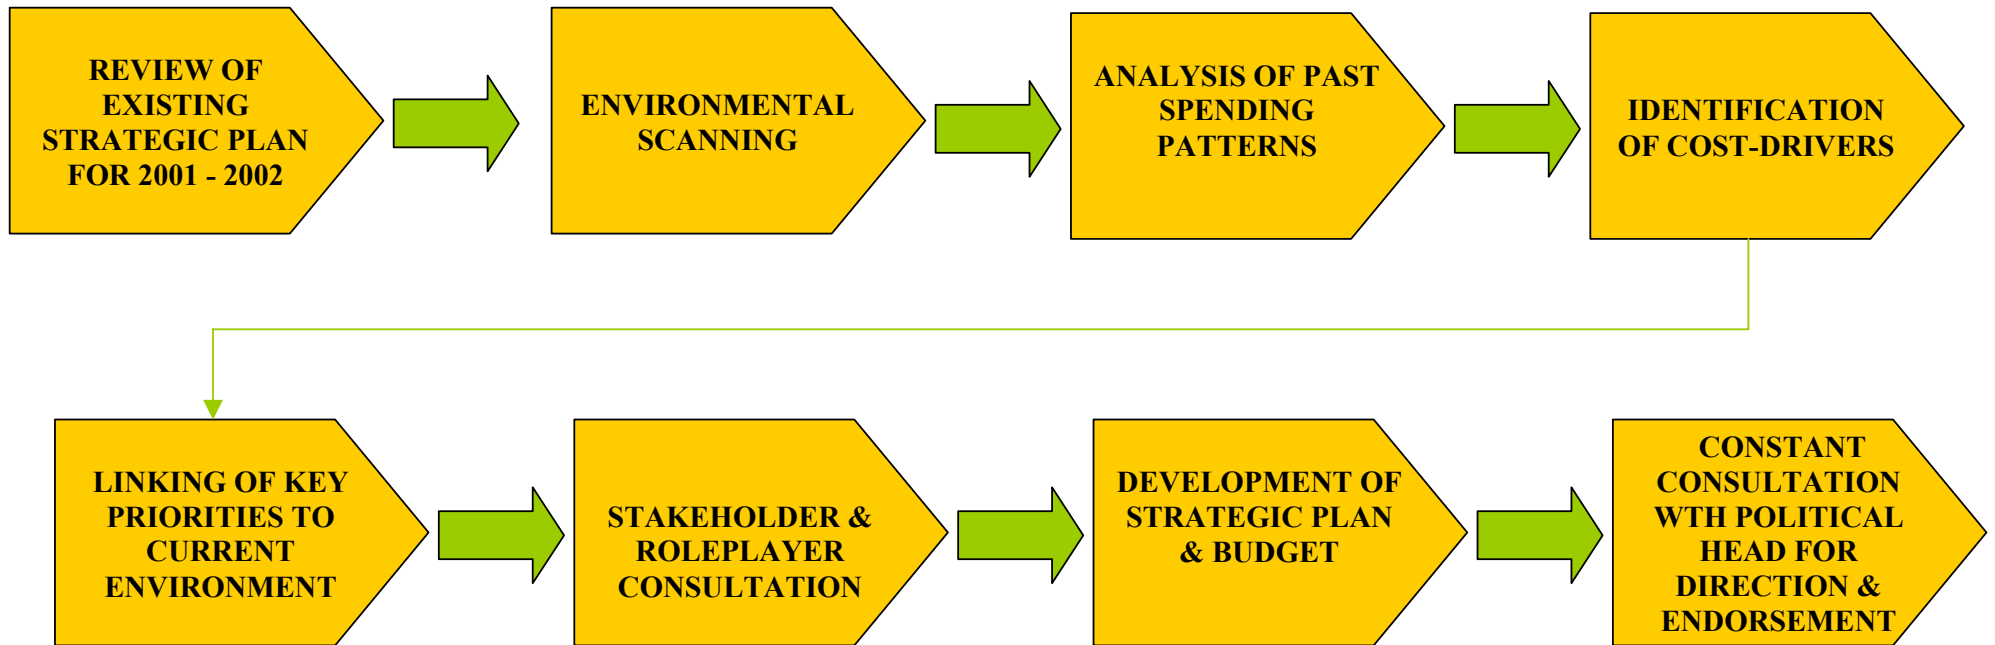 REVIEW OF
EXISTING
STRATEGIC PLAN
FOR 2001 - 2002
ENVIRONMENTAL
SCANNING
ANALYSIS OF PAST
SPENDING
PATTERNS
IDENTIFICATION
OF COST-DRIVERS
LINKING OF KEY
PRIORITIES TO
CURRENT
ENVIRONMENT
STAKEHOLDER &
ROLEPLAYER
CONSULTATION
DEVELOPMENT OF
STRATEGIC PLAN
& BUDGET
CONSTANT
CONSULTATION
WTH POLITICAL
HEAD FOR
DIRECTION &
ENDORSEMENT